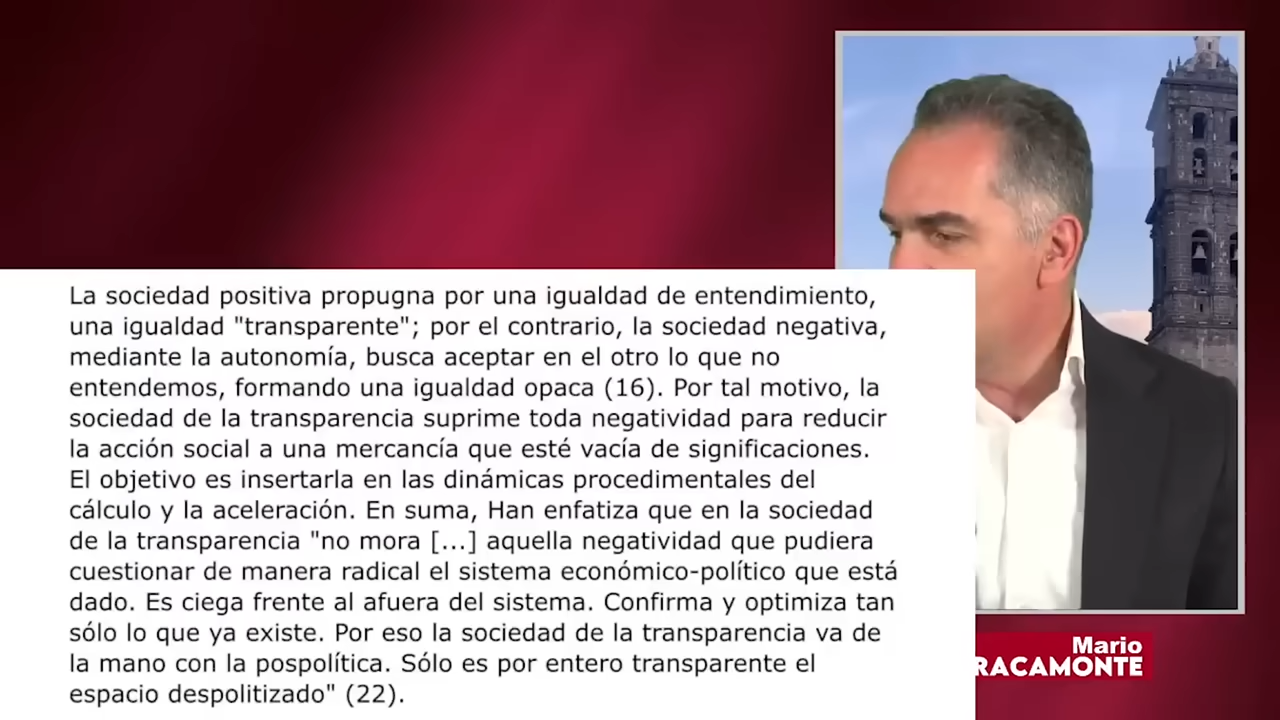 La sociedad positiva propugna por una igualdad de entendimiento,
una igualdad "transparente"; por el contrario, la sociedad negativa,
mediante la autonomía, busca aceptar en el otro lo que no
entendemos, formando una igualdad opaca (16). Por tal motivo, la
sociedad de la transparencia suprime toda negatividad para reducir
la acción social a una mercancía que esté vacía de significaciones.
El objetivo es insertarla en las dinámicas procedimentales del
cálculo y la aceleración. En suma, Han enfatiza que en la sociedad
de la transparencia "no mora [...] aquella negatividad que pudiera
cuestionar de manera radical el sistema económico-político que está
dado. Es ciega frente al afuera del sistema. Confirma y optimiza tan
sólo lo que ya existe. Por eso la sociedad de la transparencia va de
la mano con la pospolítica. Sólo es por entero transparente el
espacio despolitizado" (22).
Mario
RACAMONTE